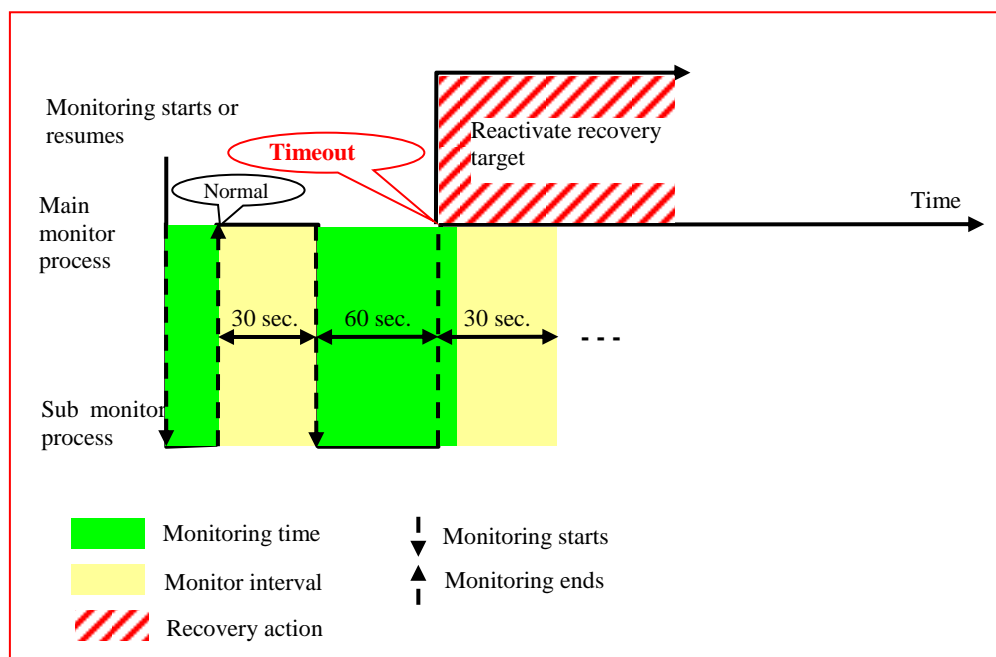 Monitoring starts or
resumes
Timeout
Reactivate recovery
target
Normal
Main
monitor
process
Time
30 sec.
60 sec.
30 sec.
- - -
Sub monitor
process
Monitoring time
Monitoring starts
Monitor interval
Monitoring ends
Recovery action